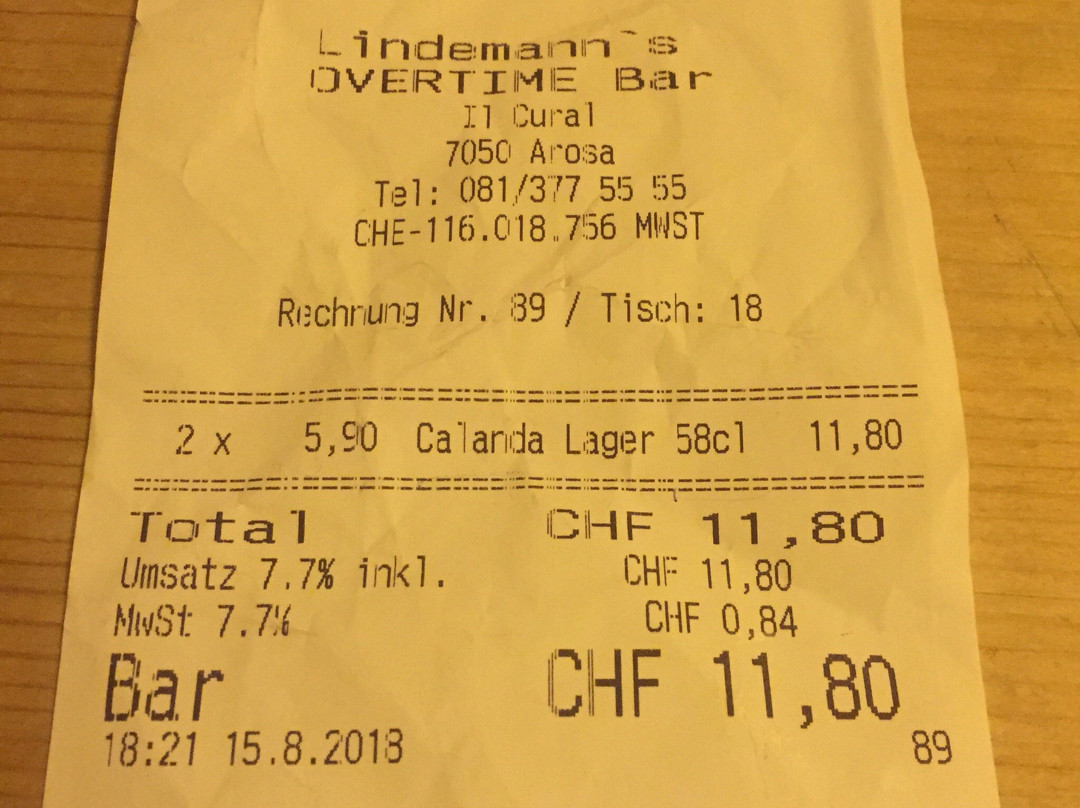 Lindemann`s
OVERTIME Bar
Il Cural
7050 Arosa
Tel: 081/377 55 55
CHE-116.018.756 MWST
Rechnung Nr. 89 / Tisch: 18
2 x 5,90 Calanda Lager 58cl 11,80
Total CHF 11,80
Umsatz 7.7% inkl. CHF 11,80
MwSt 7.7% CHF 0,84
Bar CHF 11,80
18:21 15.8.2018 89